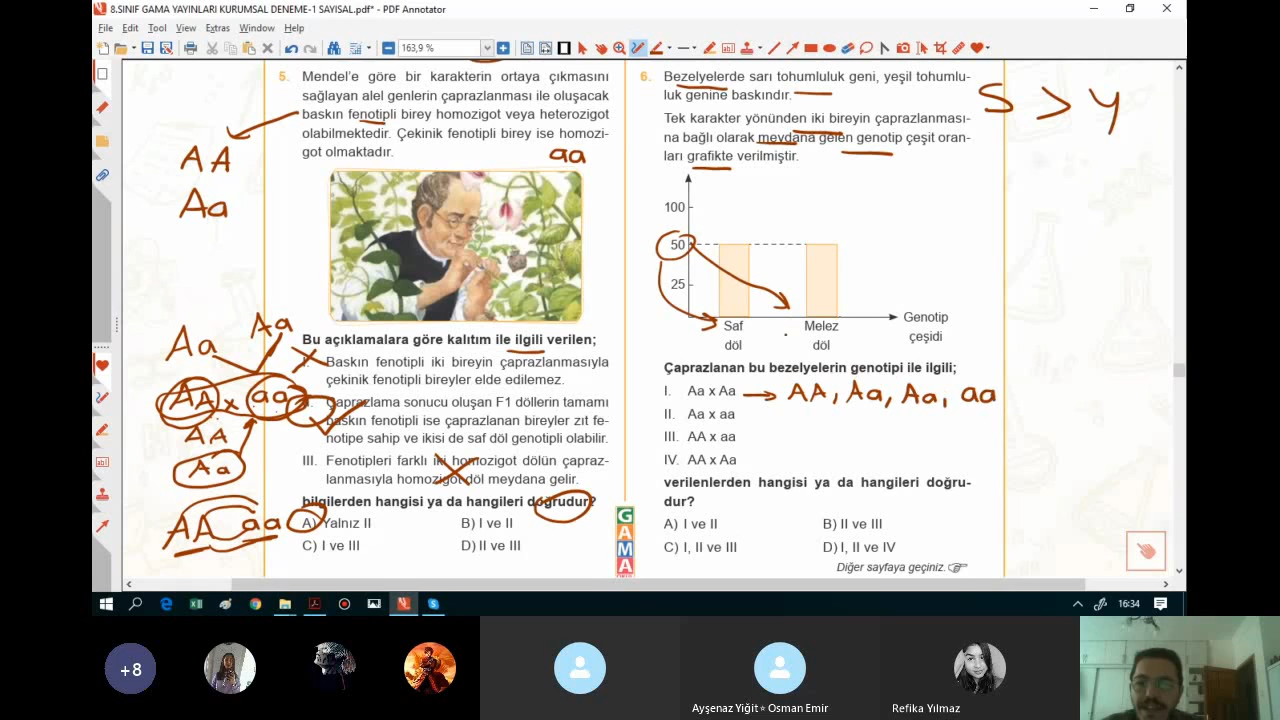 8.SINIF GAMA YAYINLARI KURUMSAL DENEME-1 SAYISAL.pdf* - PDF Annotator
File Edit Tool View Extras Window Help
163,9 %
5. Mendel'e göre bir karakterin ortaya çıkmasını
sağlayan alel genlerin çaprazlanması ile oluşacak
baskın fenotipli birey homozigot veya heterozigot
olabilmektedir. Çekinik fenotipli birey ise homozi-
got olmaktadır.
aa
AA
Aa
Bu açıklamalara göre kalıtım ile ilgili verilen;
I. Baskın fenotipli iki bireyin çaprazlanmasıyla
çekinik fenotipli bireyler elde edilemez.
Çaprazlama sonucu oluşan F1 döllerin tamamı
baskın fenotipli ise çaprazlanan bireyler zıt fe-
notipe sahip ve ikisi de saf döl genotipli olabilir.
III. Fenotipleri farklı iki homozigot dölün çapraz-
lanmasıyla homozigot döl meydana gelir.
bilgilerden hangisi ya da hangileri doğrudur?
A) Yalnız II B) I ve II
C) I ve III D) II ve III
Aa Aa
AA x aa
AA
Aa
AA aa
GAMA
6. Bezelyelerde sarı tohumluluk geni, yeşil tohumlu-
luk genine baskındır.
Tek karakter yönünden iki bireyin çaprazlanması-
na bağlı olarak meydana gelen genotip çeşit oran-
ları grafikte verilmiştir.
S > Y
100
50
25
Saf döl
Melez döl
Genotip çeşidi
Çaprazlanan bu bezelyelerin genotipi ile ilgili;
I. Aa x Aa → AA, Aa, Aa, aa
II. Aa x aa
III. AA x aa
IV. AA x Aa
verilenlerden hangisi ya da hangileri doğru-
dur?
A) I ve II B) II ve III
C) I, II ve III D) I, II ve IV
Diğer sayfaya geçiniz.
16:34
+8
Ayşenaz Yiğit⭐ Osman Emir
Refika Yılmaz